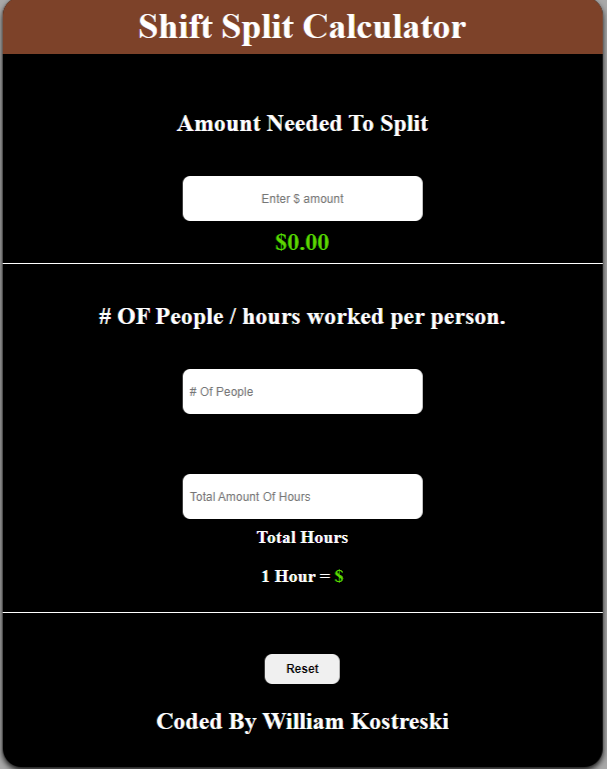 Shift Split Calculator
Amount Needed To Split
Enter $ amount
$0.00
# OF People / hours worked per person.
# Of People
Total Amount Of Hours
Total Hours
1 Hour = $
Reset
Coded By William Kostreski